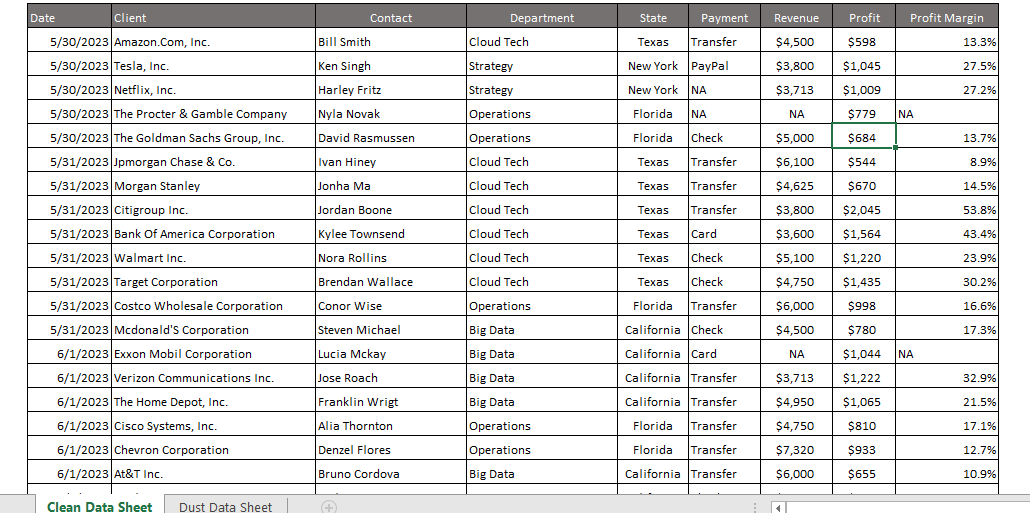 Date Client Contact Department State Payment Revenue Profit Profit Margin
5/30/2023 Amazon.Com, Inc. Bill Smith Cloud Tech Texas Transfer $4,500 $598 13.3%
5/30/2023 Tesla, Inc. Ken Singh Strategy New York PayPal $3,800 $1,045 27.5%
5/30/2023 Netflix, Inc. Harley Fritz Strategy New York NA $3,713 $1,009 27.2%
5/30/2023 The Procter & Gamble Company Nyla Novak Operations Florida NA NA $779 NA
5/30/2023 The Goldman Sachs Group, Inc. David Rasmussen Operations Florida Check $5,000 $684 13.7%
5/31/2023 Jpmorgan Chase & Co. Ivan Hiney Cloud Tech Texas Transfer $6,100 $544 8.9%
5/31/2023 Morgan Stanley Jonha Ma Cloud Tech Texas Transfer $4,625 $670 14.5%
5/31/2023 Citigroup Inc. Jordan Boone Cloud Tech Texas Transfer $3,800 $2,045 53.8%
5/31/2023 Bank Of America Corporation Kylee Townsend Cloud Tech Texas Card $3,600 $1,564 43.4%
5/31/2023 Walmart Inc. Nora Rollins Cloud Tech Texas Check $5,100 $1,220 23.9%
5/31/2023 Target Corporation Brendan Wallace Cloud Tech Texas Check $4,750 $1,435 30.2%
5/31/2023 Costco Wholesale Corporation Conor Wise Operations Florida Transfer $6,000 $998 16.6%
5/31/2023 Mcdonald'S Corporation Steven Michael Big Data California Check $4,500 $780 17.3%
6/1/2023 Exxon Mobil Corporation Lucia Mckay Big Data California Card NA $1,044 NA
6/1/2023 Verizon Communications Inc. Jose Roach Big Data California Transfer $3,713 $1,222 32.9%
6/1/2023 The Home Depot, Inc. Franklin Wrigt Big Data California Transfer $4,950 $1,065 21.5%
6/1/2023 Cisco Systems, Inc. Alia Thornton Operations Florida Transfer $4,750 $810 17.1%
6/1/2023 Chevron Corporation Denzel Flores Operations Florida Transfer $7,320 $933 12.7%
6/1/2023 At&T Inc. Bruno Cordova Big Data California Transfer $6,000 $655 10.9%
Clean Data Sheet Dust Data Sheet